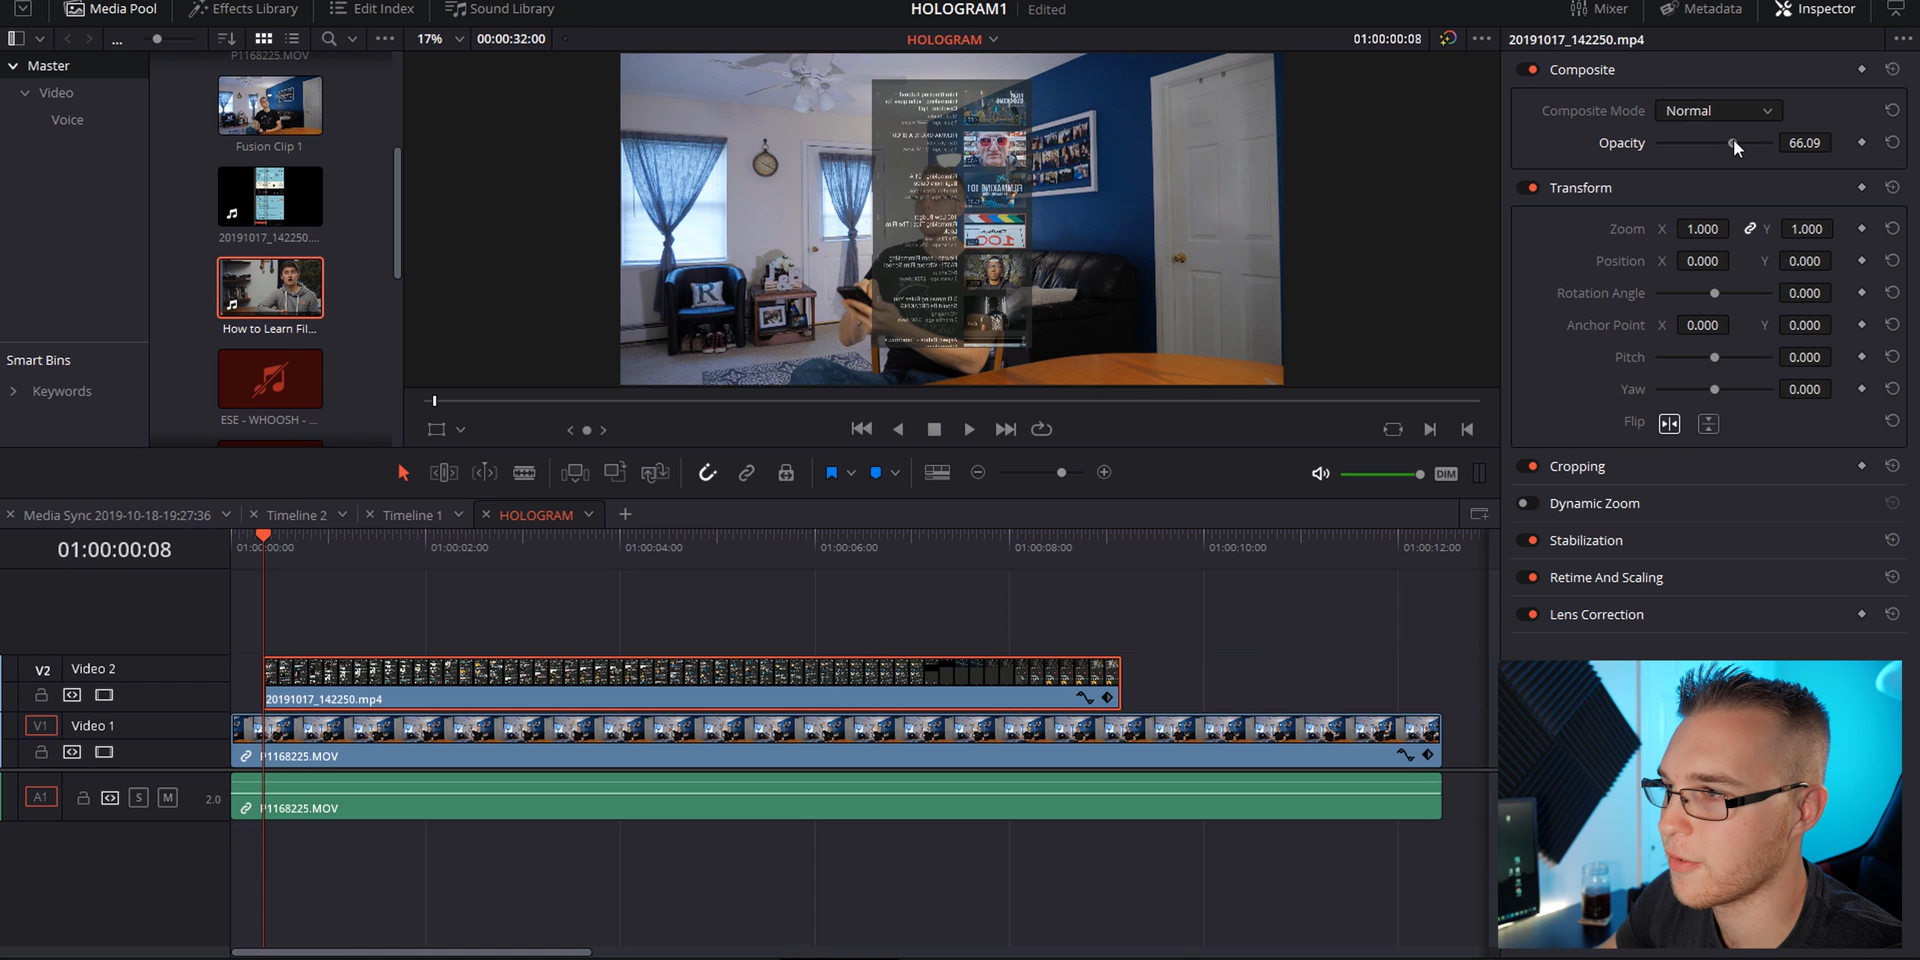 Media Pool
Effects Library
Edit Index
Sound Library
HOLOGRAM1
Edited
Mixer
Metadata
Inspector
...
17%
00:00:32:00
HOLOGRAM
01:00:00:08
20191017_142250.mp4
Master
Video
Voice
P1168225.MOV
Fusion Clip 1
20191017_142250....
How to Learn Fil...
ESE - WHOOSH - ...
Smart Bins
Keywords
R
Composite
Composite Mode
Normal
Opacity
66.09
Transform
Zoom X 1.000 Y 1.000
Position X 0.000 Y 0.000
Rotation Angle 0.000
Anchor Point X 0.000 Y 0.000
Pitch 0.000
Yaw 0.000
Flip
Cropping
Dynamic Zoom
Stabilization
Retime And Scaling
Lens Correction
DIM
Media Sync 2019-10-18-19:27:36
Timeline 2
Timeline 1
HOLOGRAM
01:00:00:08
01:00:00:00
01:00:02:00
01:00:04:00
01:00:06:00
01:00:08:00
01:00:10:00
01:00:12:00
V2 Video 2
20191017_142250.mp4
V1 Video 1
P1168225.MOV
A1 S M 2.0
P1168225.MOV